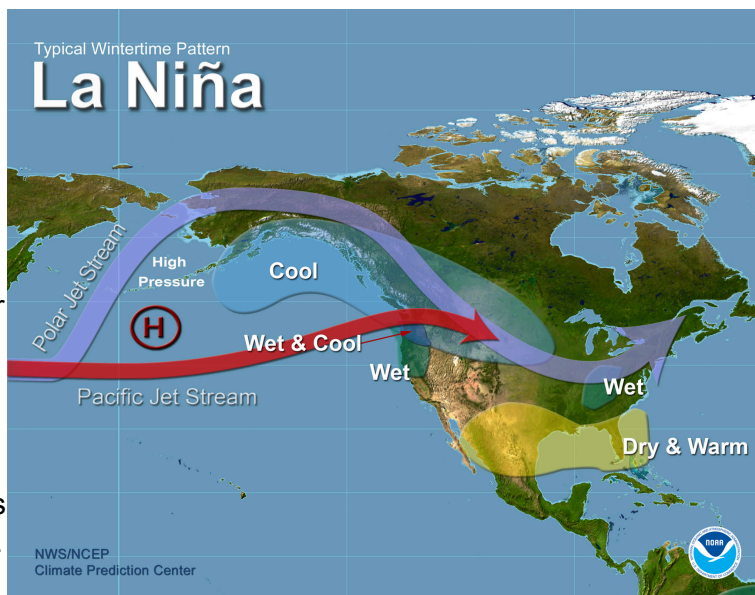 Typical Wintertime Pattern
La Niña
Polar Jet Stream
High
Pressure
H
Cool
Wet & Cool
Wet
Pacific Jet Stream
Wet
Dry & Warm
NWS/NCEP
Climate Prediction Center
NOAA